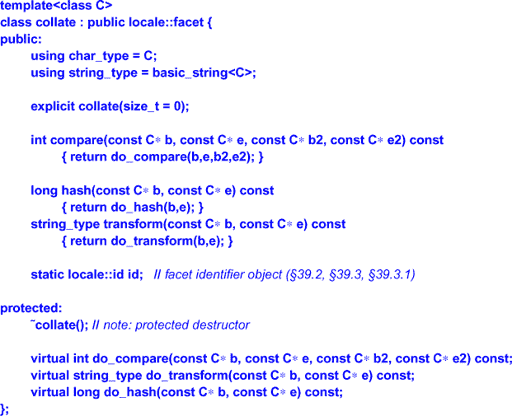 template<class C>
class collate : public locale::facet {
public:
using char_type = C;
using string_type = basic_string<C>;
explicit collate(size_t = 0);
int compare(const C∗ b, const C∗ e, const C∗ b2, const C∗ e2) const
{ return do_compare(b,e,b2,e2); }
long hash(const C∗ b, const C∗ e) const
{ return do_hash(b,e); }
string_type transform(const C∗ b, const C∗ e) const
{ return do_transform(b,e); }
static locale::id id; // facet identifier object (§39.2, §39.3, §39.3.1)
protected:
˜collate(); // note: protected destructor
virtual int do_compare(const C∗ b, const C∗ e, const C∗ b2, const C∗ e2) const;
virtual string_type do_transform(const C∗ b, const C∗ e) const;
virtual long do_hash(const C∗ b, const C∗ e) const;
};